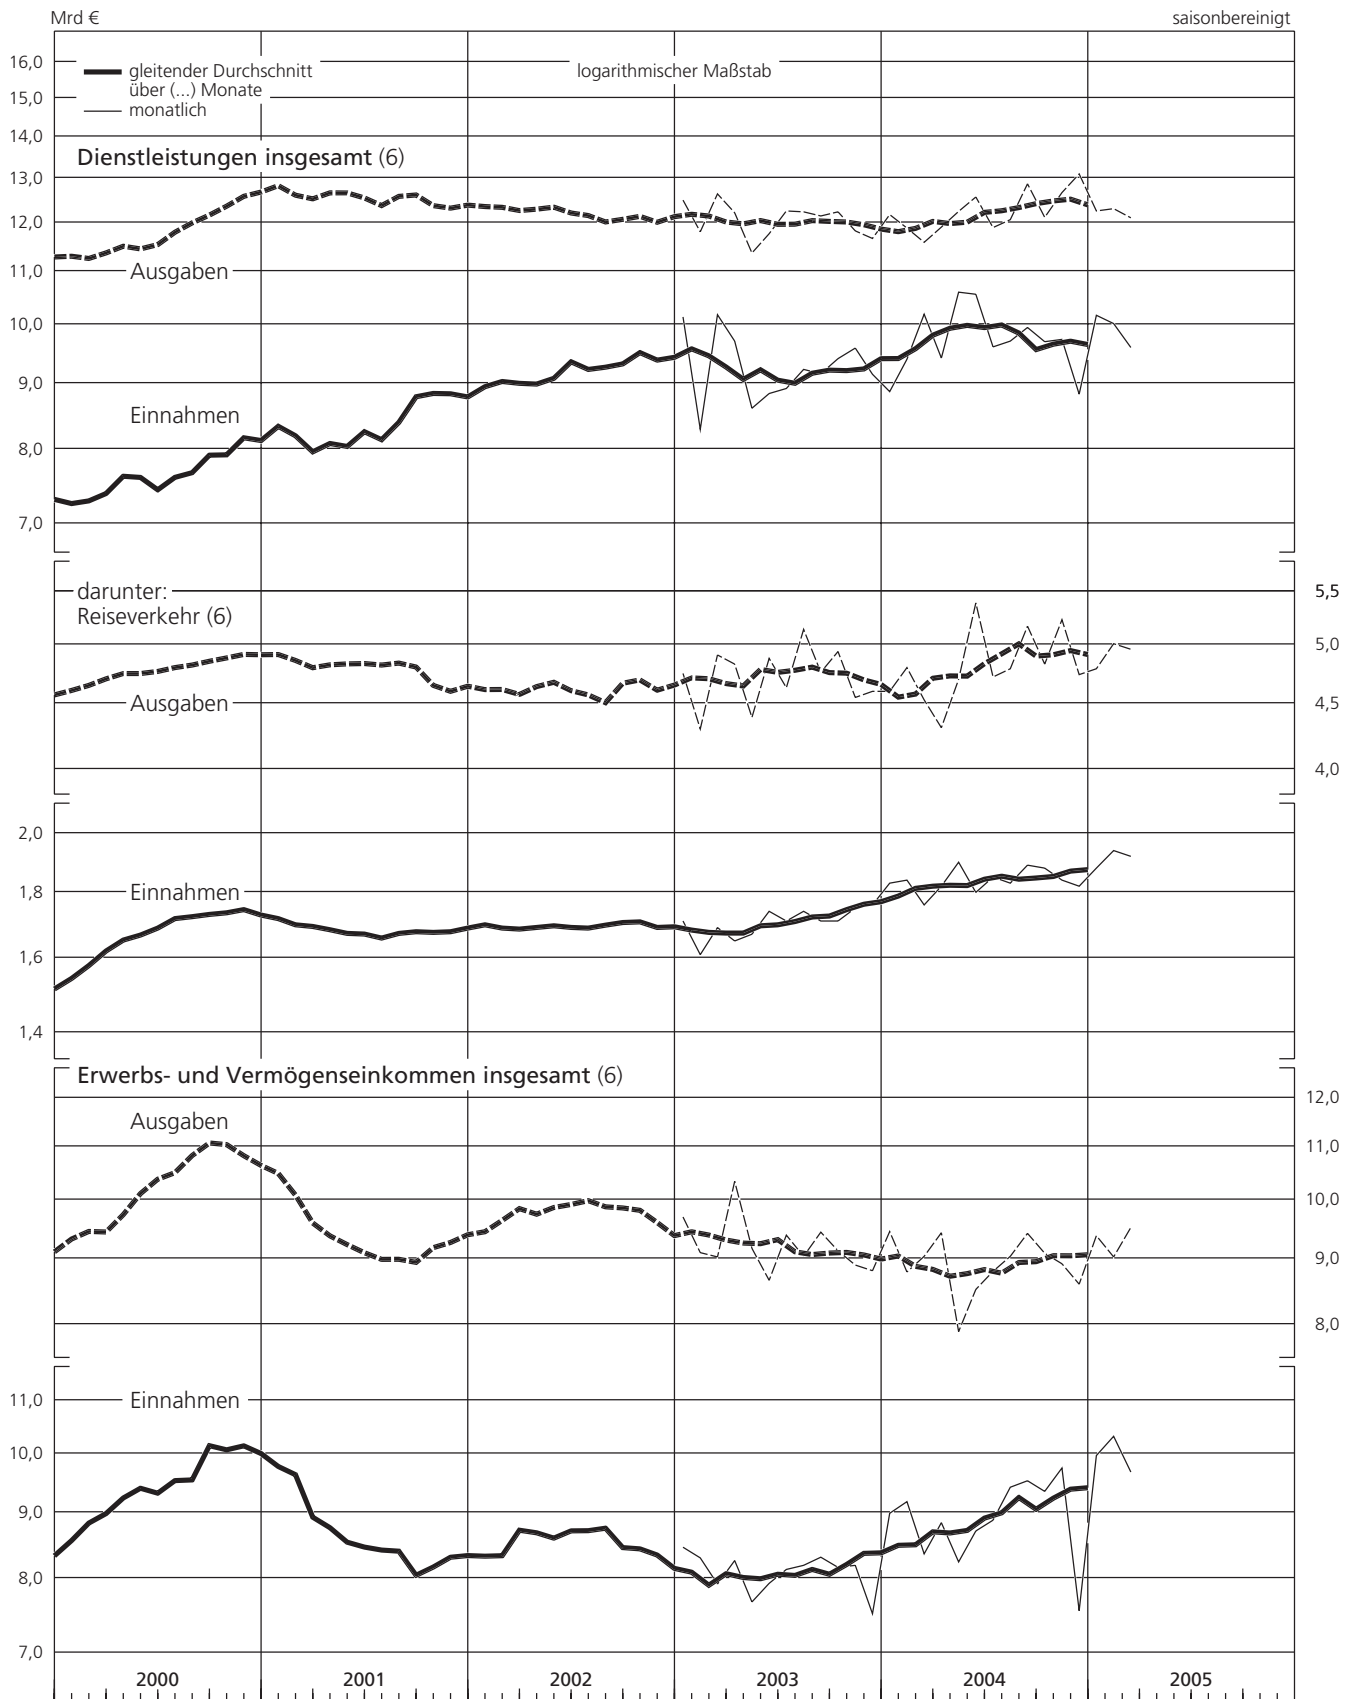 Mrd €
saisonbereinigt
16,0
gleitender Durchschnitt
über (...) Monate
monatlich
logarithmischer Maßstab
15,0
14,0
Dienstleistungen insgesamt (6)
13,0
12,0
11,0
Ausgaben
10,0
9,0
Einnahmen
8,0
7,0
darunter:
Reiseverkehr (6)
5,5
5,0
Ausgaben
4,5
4,0
2,0
Einnahmen
1,8
1,6
1,4
Erwerbs- und Vermögenseinkommen insgesamt (6)
12,0
Ausgaben
11,0
10,0
9,0
8,0
Einnahmen
11,0
10,0
9,0
8,0
7,0
2000 2001 2002 2003 2004 2005